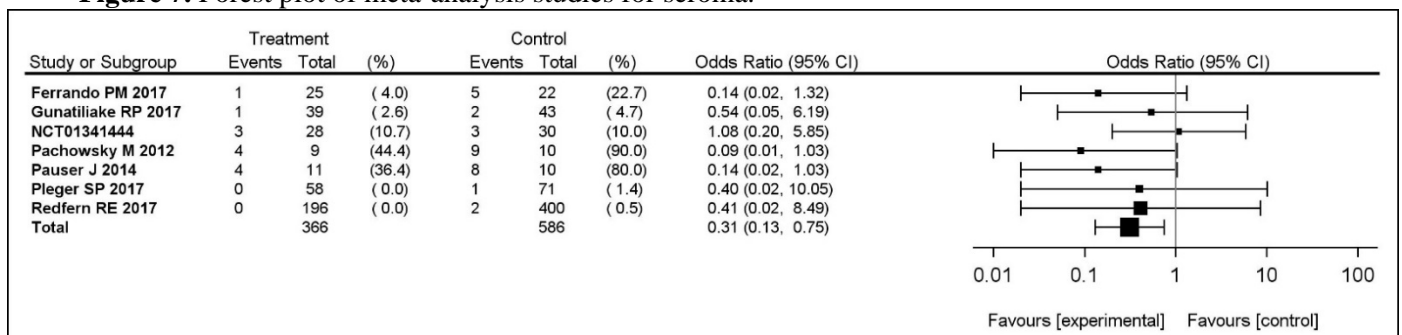 Figure 7. Forest plot of meta-analysis studies for seroma.
Treatment Control
Study or Subgroup Events Total (%) Events Total (%) Odds Ratio (95% CI) Odds Ratio (95% CI)
Ferrando PM 2017 1 25 ( 4.0) 5 22 (22.7) 0.14 (0.02, 1.32)
Gunatiliake RP 2017 1 39 ( 2.6) 2 43 ( 4.7) 0.54 (0.05, 6.19)
NCT01341444 3 28 (10.7) 3 30 (10.0) 1.08 (0.20, 5.85)
Pachowsky M 2012 4 9 (44.4) 9 10 (90.0) 0.09 (0.01, 1.03)
Pauser J 2014 4 11 (36.4) 8 10 (80.0) 0.14 (0.02, 1.03)
Pleger SP 2017 0 58 ( 0.0) 1 71 ( 1.4) 0.40 (0.02, 10.05)
Redfern RE 2017 0 196 ( 0.0) 2 400 ( 0.5) 0.41 (0.02, 8.49)
Total 366 586 0.31 (0.13, 0.75)
0.01 0.1 1 10 100
Favours [experimental] Favours [control]